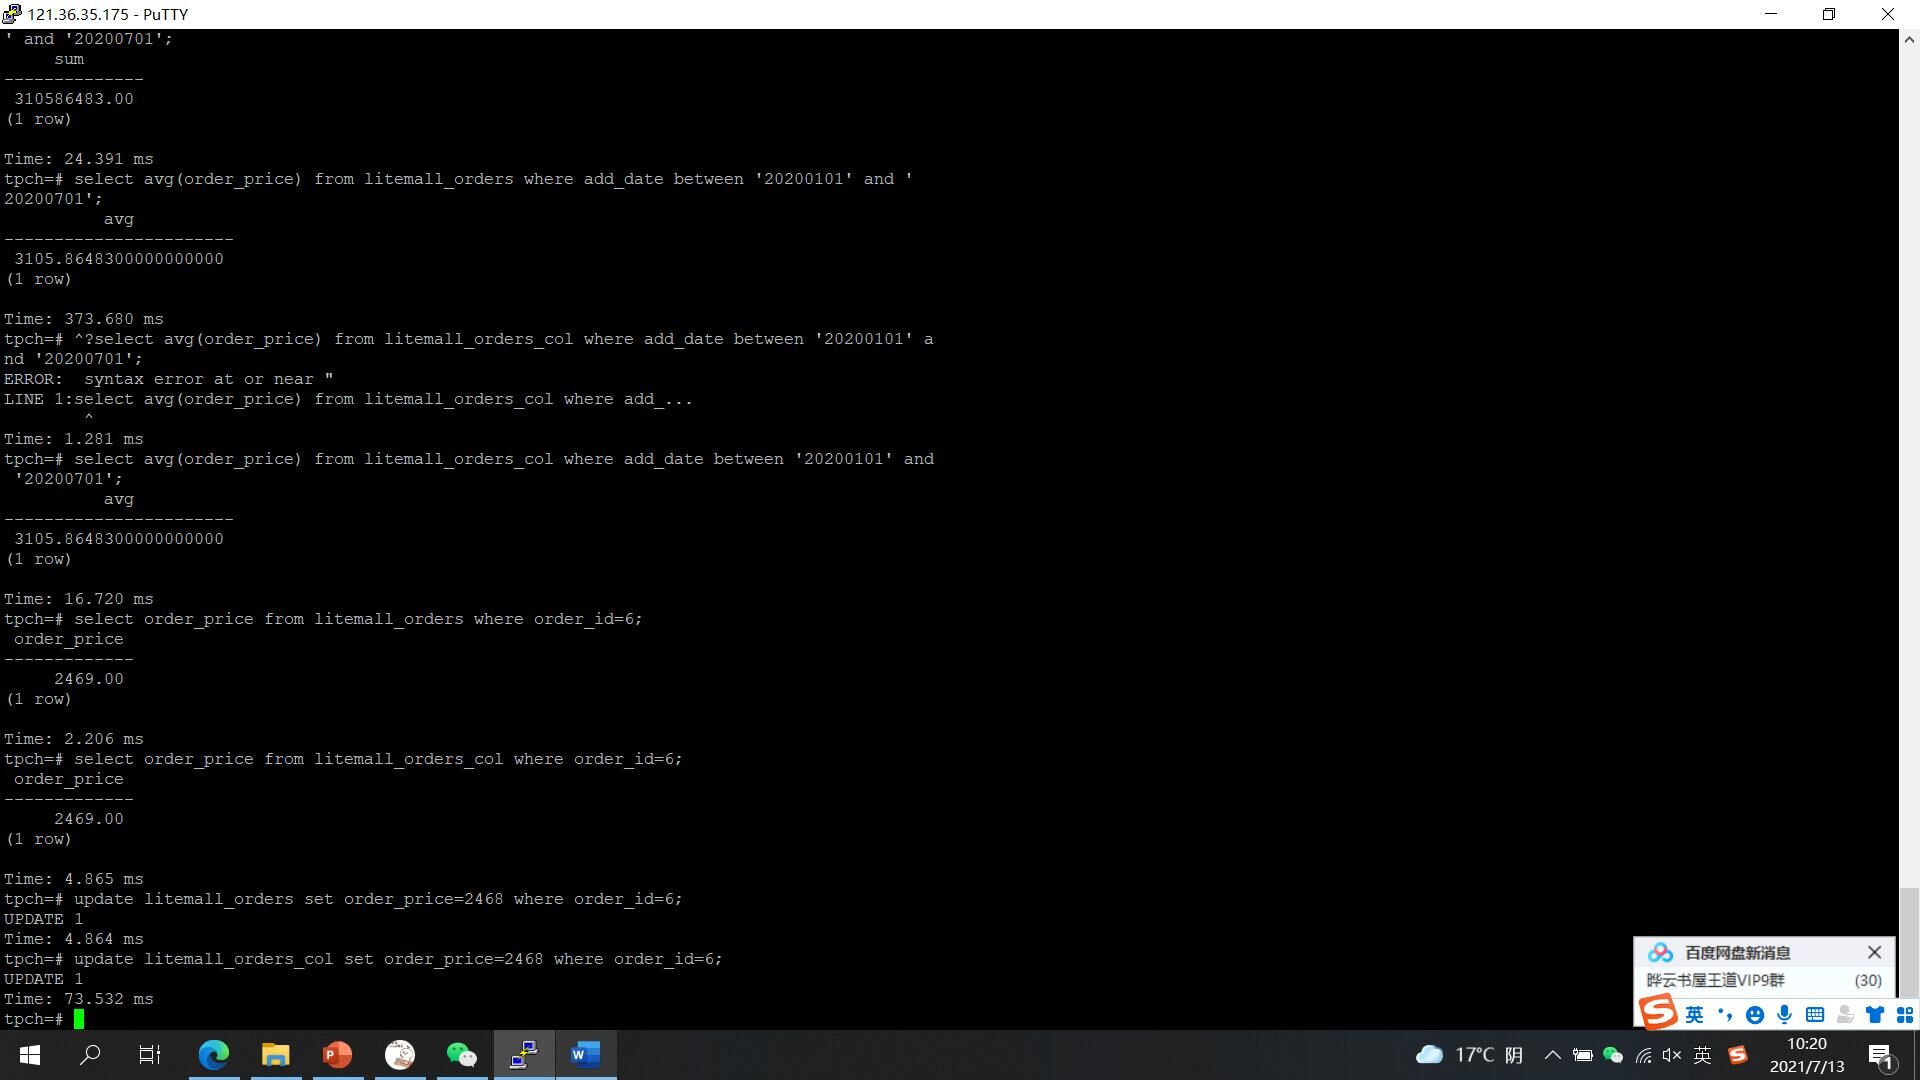 121.36.35.175 - PuTTY
' and '20200701';
     sum
--------------
 310586483.00
(1 row)

Time: 24.391 ms
tpch=# select avg(order_price) from litemall_orders where add_date between '20200101' and '
20200701';
          avg
-----------------------
 3105.8648300000000000
(1 row)

Time: 373.680 ms
tpch=# ^?select avg(order_price) from litemall_orders_col where add_date between '20200101' a
nd '20200701';
ERROR:  syntax error at or near "
LINE 1:select avg(order_price) from litemall_orders_col where add_...
        ^
Time: 1.281 ms
tpch=# select avg(order_price) from litemall_orders_col where add_date between '20200101' and
 '20200701';
          avg
-----------------------
 3105.8648300000000000
(1 row)

Time: 16.720 ms
tpch=# select order_price from litemall_orders where order_id=6;
 order_price
-------------
     2469.00
(1 row)

Time: 2.206 ms
tpch=# select order_price from litemall_orders_col where order_id=6;
 order_price
-------------
     2469.00
(1 row)

Time: 4.865 ms
tpch=# update litemall_orders set order_price=2468 where order_id=6;
UPDATE 1
Time: 4.864 ms
tpch=# update litemall_orders_col set order_price=2468 where order_id=6;
UPDATE 1
Time: 73.532 ms
tpch=#
百度网盘新消息
晔云书屋王道VIP9群 (30)
英
17°C 阴 英 10:20
2021/7/13
1